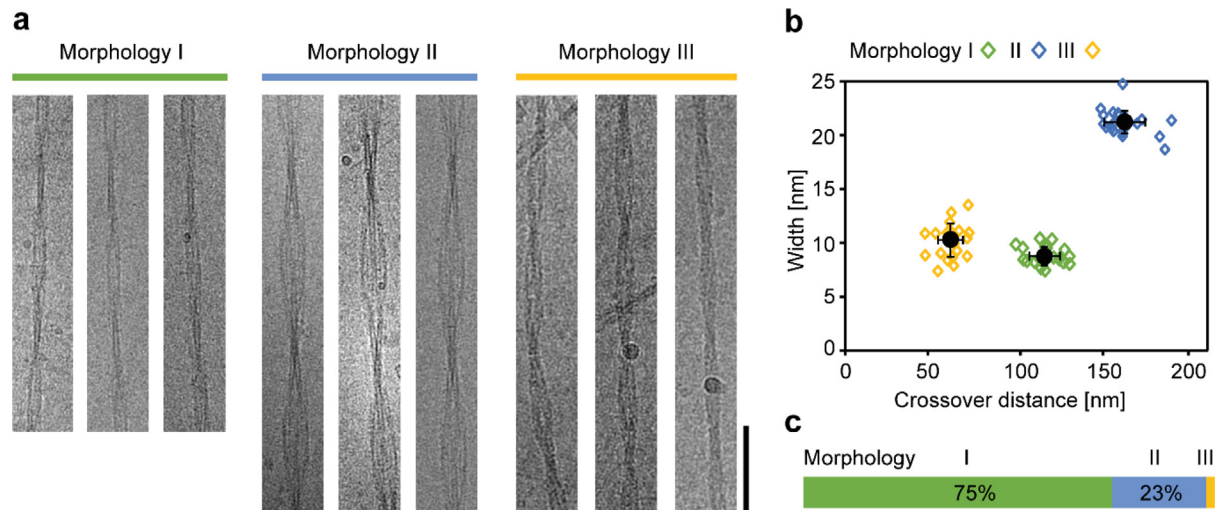 a
Morphology I
Morphology II
Morphology III
b
Morphology I II III
25
20
15
10
5
0
Width [nm]
0 50 100 150 200
Crossover distance [nm]
c
Morphology I II III
75% 23%